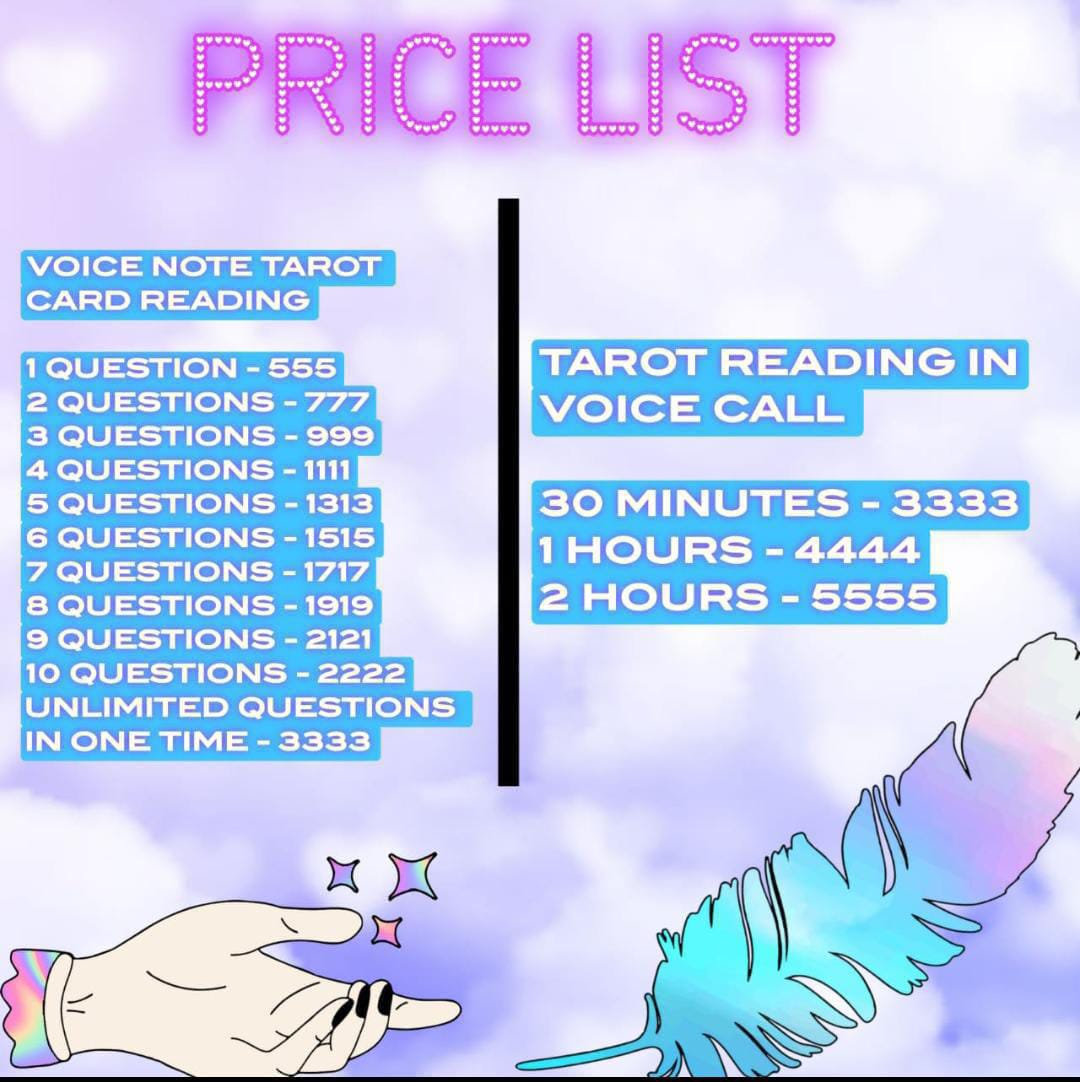 PRICE LIST
VOICE NOTE TAROT
CARD READING
1 QUESTION - 555
2 QUESTIONS - 777
3 QUESTIONS - 999
4 QUESTIONS - 1111
5 QUESTIONS - 1313
6 QUESTIONS - 1515
7 QUESTIONS - 1717
8 QUESTIONS - 1919
9 QUESTIONS - 2121
10 QUESTIONS - 2222
UNLIMITED QUESTIONS
IN ONE TIME - 3333
TAROT READING IN
VOICE CALL
30 MINUTES - 3333
1 HOURS - 4444
2 HOURS - 5555